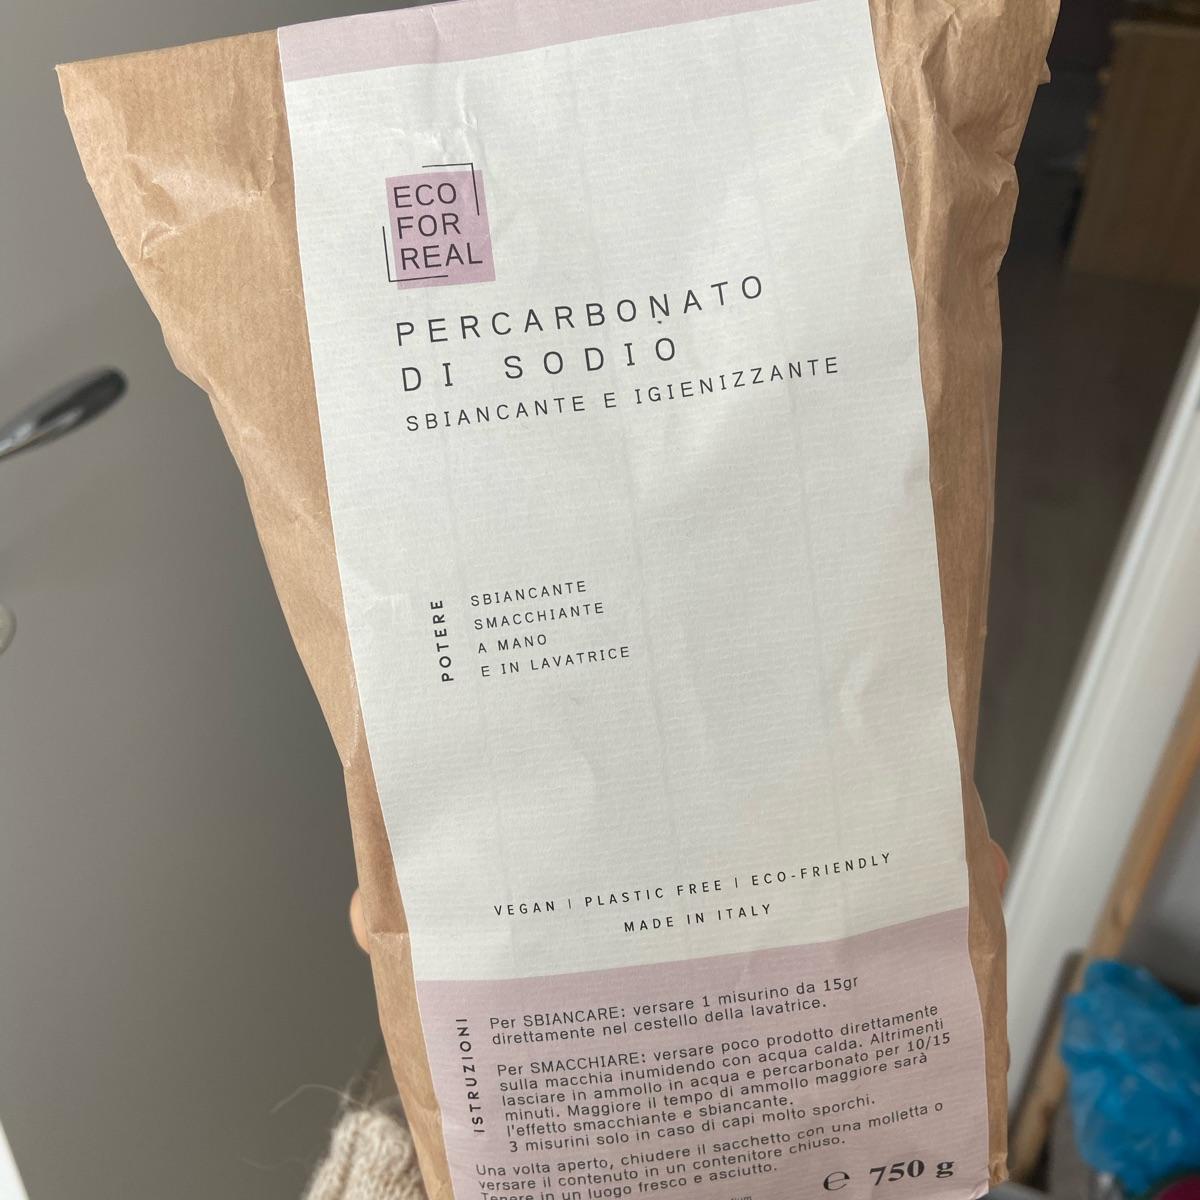 ECO
FOR
REAL
PERCARBONATO
DI SODIO
SBIANCANTE E IGIENIZZANTE
POTERE
SBIANCANTE
SMACCHIANTE
A MANO
E IN LAVATRICE
VEGAN | PLASTIC FREE | ECO-FRIENDLY
MADE IN ITALY
ISTRUZIONI
Per SBIANCARE: versare 1 misurino da 15gr
direttamente nel cestello della lavatrice.
Per SMACCHIARE: versare poco prodotto direttamente
sulla macchia inumidendo con acqua calda. Altrimenti
lasciare in ammollo in acqua e percarbonato per 10/15
minuti. Maggiore il tempo di ammollo maggiore sarà
l'effetto smacchiante e sbiancante.
3 misurini solo in caso di capi molto sporchi.
Una volta aperto, chiudere il sacchetto con una molletta o
versare il contenuto in un contenitore chiuso.
Tenere in un luogo fresco e asciutto.
℮ 750 g